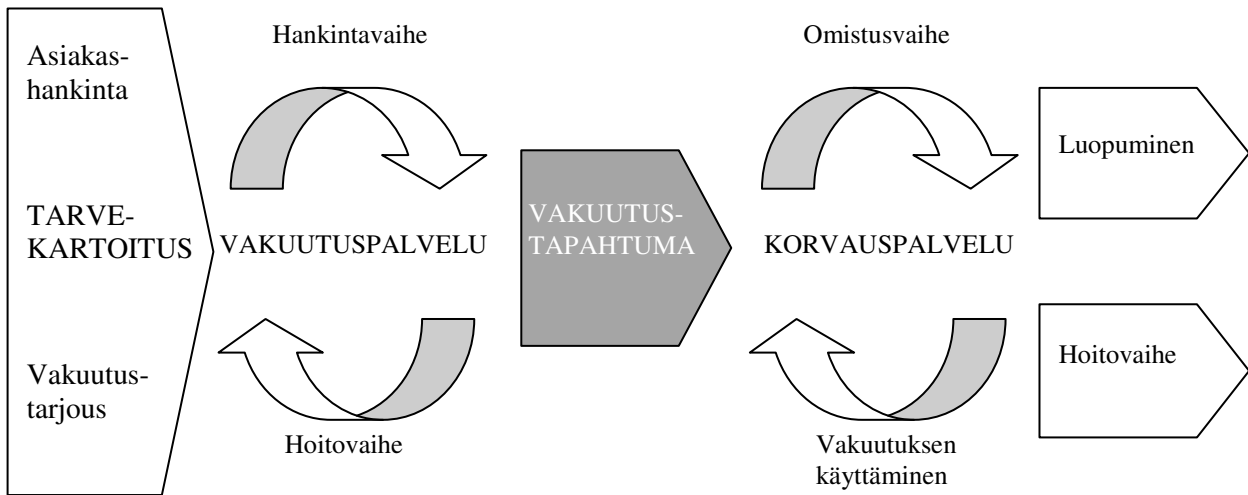 Asiakas-
hankinta
TARVE-
KARTOITUS
Vakuutus-
tarjous
Hankintavaihe
VAKUUTUSPALVELU
Hoitovaihe
VAKUUTUS-
TAPAHTUMA
Omistusvaihe
KORVAUSPALVELU
Vakuutuksen
käyttäminen
Luopuminen
Hoitovaihe